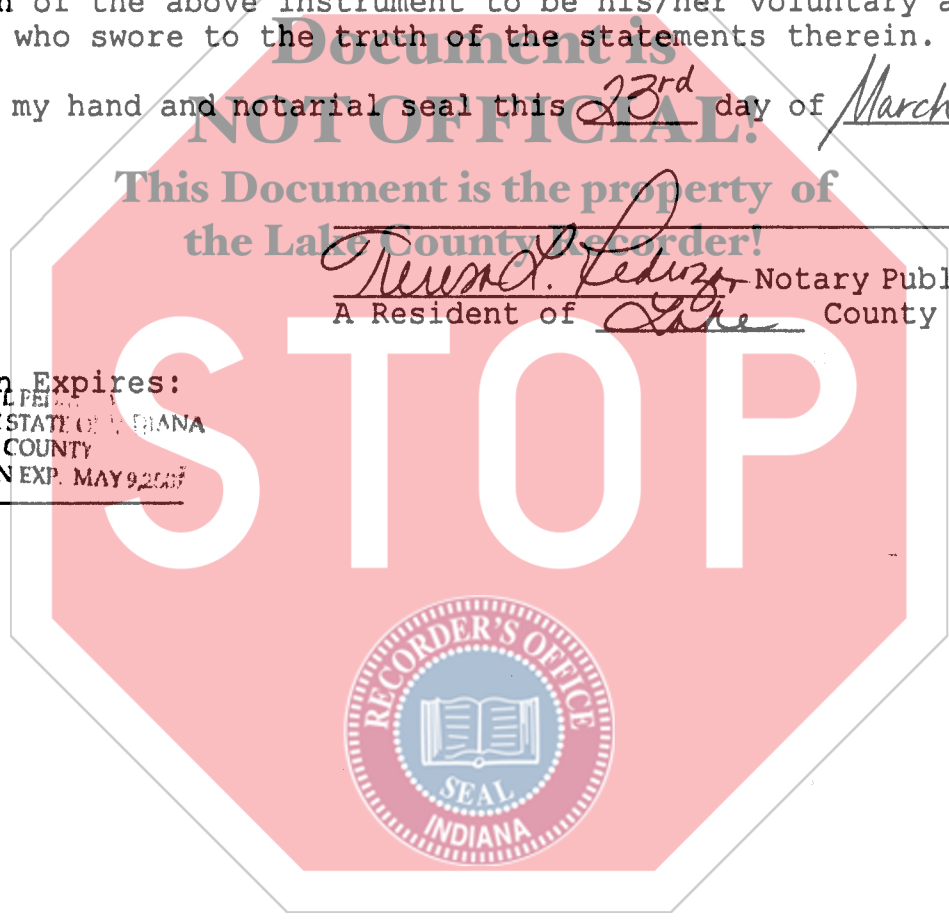 of the above instrument to be his/her voluntary
who swore to the truth of the statements therein.
Document is
my hand and notarial seal this 23rd day of March
NOT OFFICIAL!
This Document is the property of
the Lake County Recorder!
Teresa L. Pedroza Notary Publ
A Resident of Lake County
Expires:
STATE OF INDIANA
COUNTY
EXP. MAY 9,
STOP
RECORDER'S OFFICE
SEAL
INDIANA